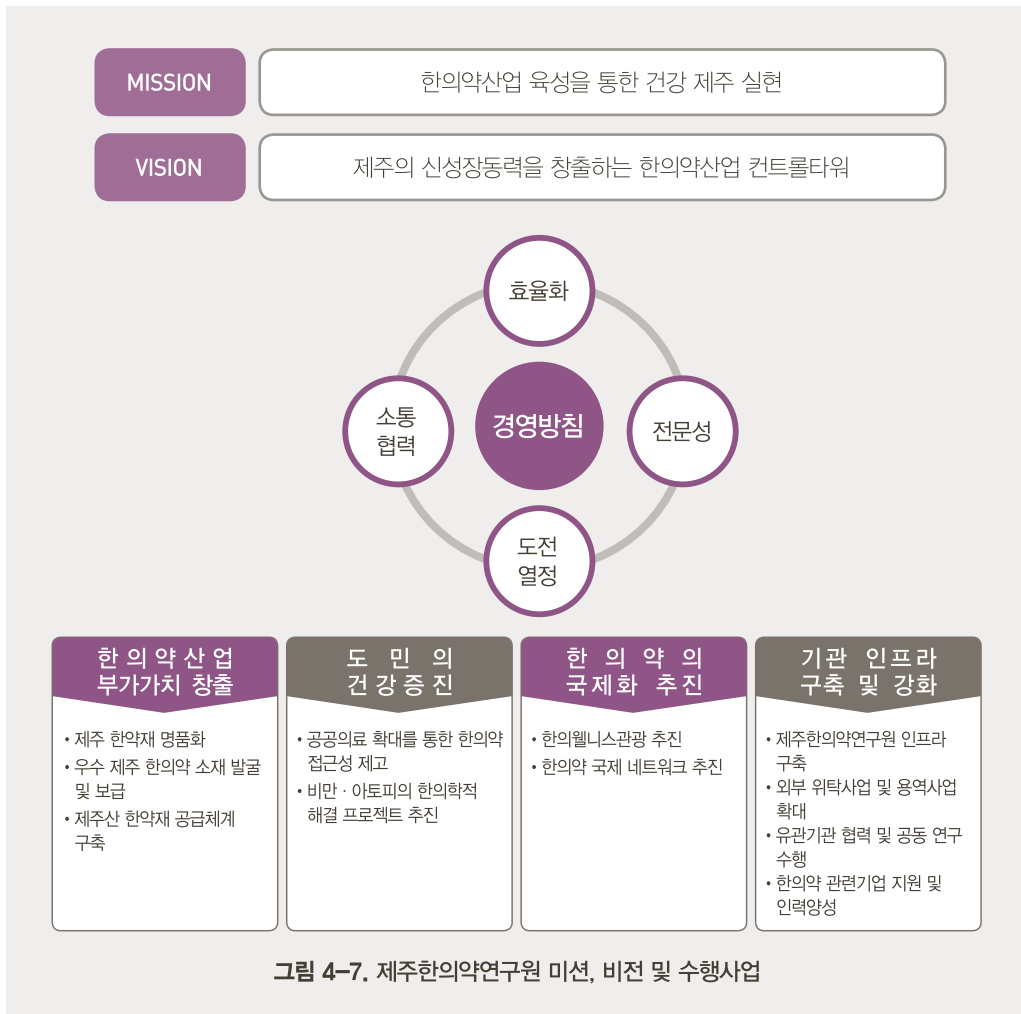 MISSION
한의약산업 육성을 통한 건강 제주 실현
VISION
제주의 신성장동력을 창출하는 한의약산업 컨트롤타워
효율화
소통
협력
경영방침
전문성
도전
열정
한의약산업
부가가치 창출
• 제주 한약재 명품화
• 우수 제주 한의약 소재 발굴
및 보급
• 제주산 한약재 공급체계
구축
도민의
건강증진
• 공공의료 확대를 통한 한의약
접근성 제고
• 비만 · 아토피의 한의학적
해결 프로젝트 추진
한의약의
국제화 추진
• 한의웰니스관광 추진
• 한의약 국제 네트워크 추진
기관 인프라
구축 및 강화
• 제주한의약연구원 인프라
구축
• 외부 위탁사업 및 용역사업
확대
• 유관기관 협력 및 공동 연구
수행
• 한의약 관련기업 지원 및
인력양성
그림 4–7. 제주한의약연구원 미션, 비전 및 수행사업